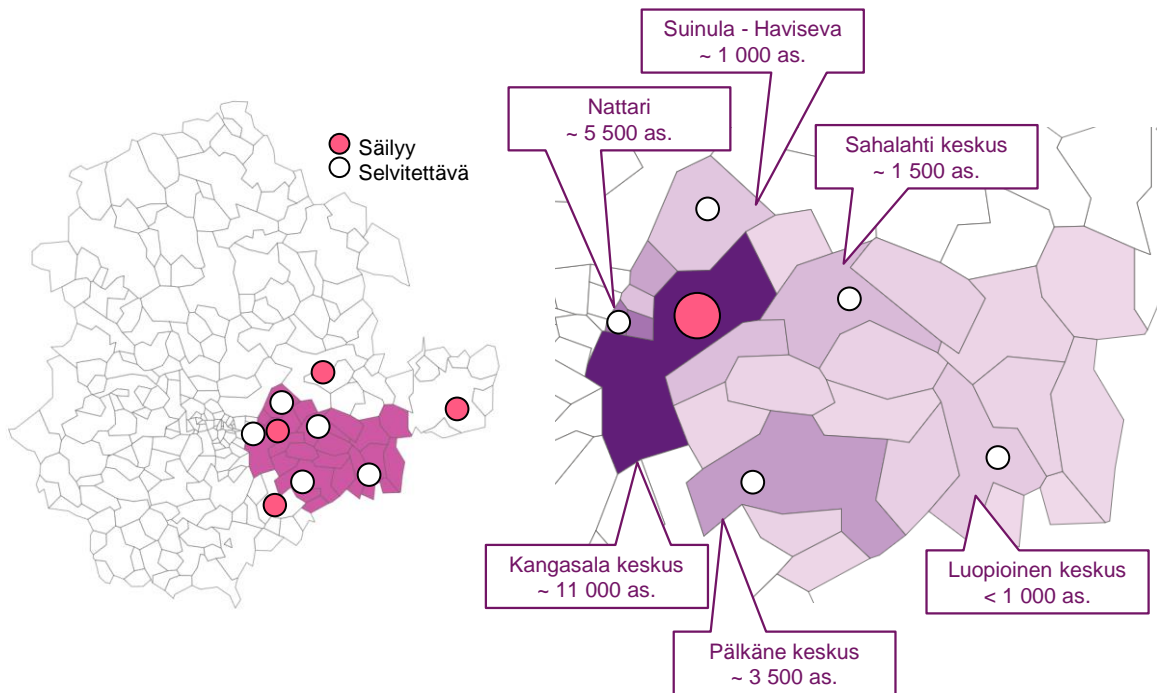 Suinula - Haviseva
~ 1 000 as.
Nattari
~ 5 500 as.
Säilyy
Selvitettävä
Sahalahti keskus
~ 1 500 as.
Kangasala keskus
~ 11 000 as.
Luopioinen keskus
< 1 000 as.
Pälkäne keskus
~ 3 500 as.